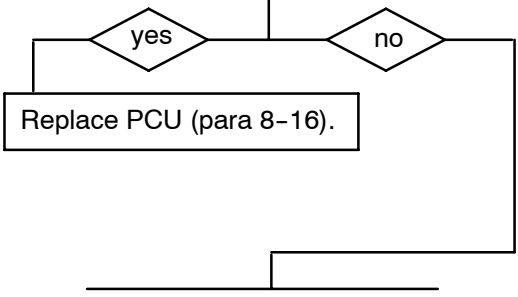 yes
no
Replace PCU (para 8-16).